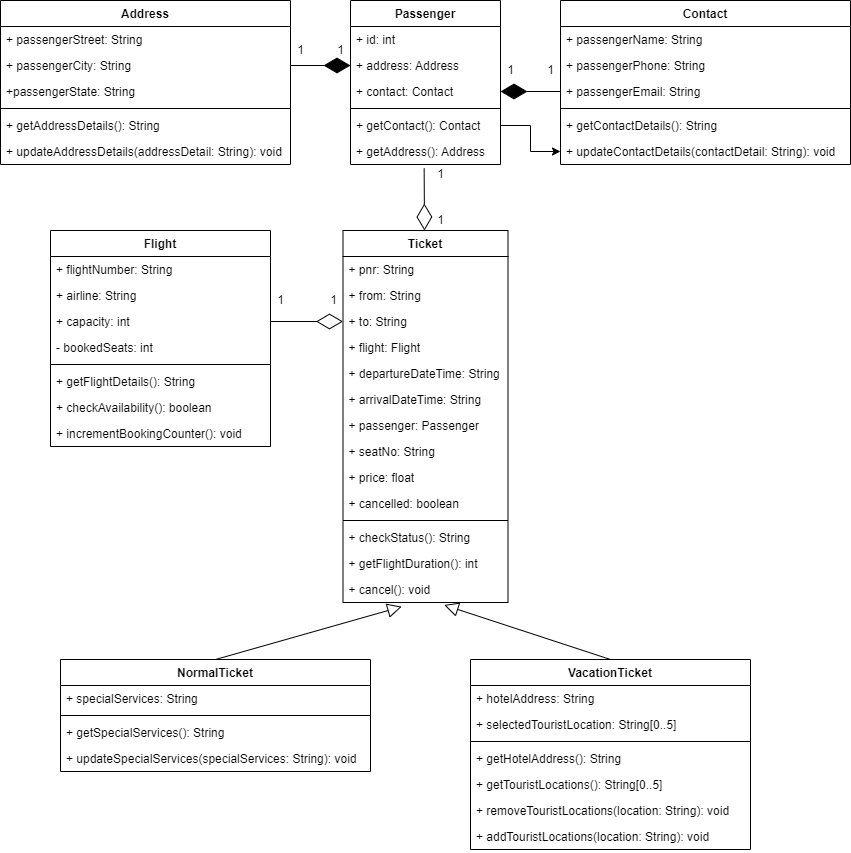 Address
+ passengerStreet: String
+ passengerCity: String
+passengerState: String
+ getAddressDetails(): String
+ updateAddressDetails(addressDetail: String): void
1
1
Passenger
+ id: int
+ address: Address
+ contact: Contact
+ getContact(): Contact
+ getAddress(): Address
1
1
Contact
+ passengerName: String
+ passengerPhone: String
+ passengerEmail: String
+ getContactDetails(): String
+ updateContactDetails(contactDetail: String): void
1
1
Flight
+ flightNumber: String
+ airline: String
+ capacity: int
- bookedSeats: int
+ getFlightDetails(): String
+ checkAvailability(): boolean
+ incrementBookingCounter(): void
1
1
Ticket
+ pnr: String
+ from: String
+ to: String
+ flight: Flight
+ departureDateTime: String
+ arrivalDateTime: String
+ passenger: Passenger
+ seatNo: String
+ price: float
+ cancelled: boolean
+ checkStatus(): String
+ getFlightDuration(): int
+ cancel(): void
NormalTicket
+ specialServices: String
+ getSpecialServices(): String
+ updateSpecialServices(specialServices: String): void
VacationTicket
+ hotelAddress: String
+ selectedTouristLocation: String[0..5]
+ getHotelAddress(): String
+ getTouristLocations(): String[0..5]
+ removeTouristLocations(location: String): void
+ addTouristLocations(location: String): void